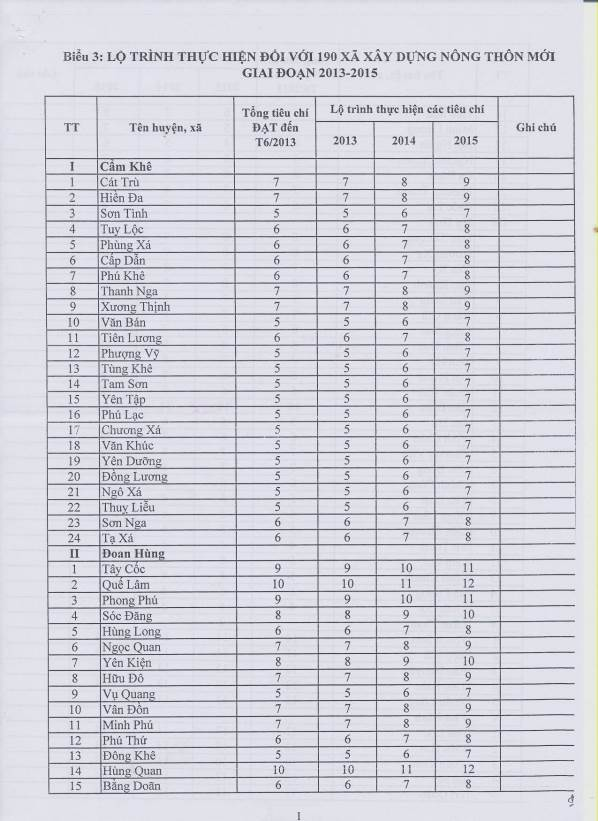 Biểu 3: LỘ TRÌNH THỰC HIỆN ĐỐI VỚI 190 XÃ XÂY DỰNG NÔNG THÔN MỚI
GIAI ĐOẠN 2013-2015
TT Tên huyện, xã Tổng tiêu chí ĐẠT đến T6/2013 Lộ trình thực hiện các tiêu chí Ghi chú
2013 2014 2015
I Cẩm Khê
1 Cát Trù 7 7 8 9
2 Hiền Đa 7 7 8 9
3 Sơn Tình 5 5 6 7
4 Tuy Lộc 6 6 7 8
5 Phùng Xá 6 6 7 8
6 Cấp Dẫn 6 6 7 8
7 Phú Khê 6 6 7 8
8 Thanh Nga 7 7 8 9
9 Xương Thịnh 7 7 8 9
10 Văn Bán 5 5 6 7
11 Tiên Lương 6 6 7 8
12 Phượng Vỹ 5 5 6 7
13 Tùng Khê 5 5 6 7
14 Tam Sơn 5 5 6 7
15 Yên Tập 5 5 6 7
16 Phú Lạc 5 5 6 7
17 Chương Xá 5 5 6 7
18 Văn Khúc 5 5 6 7
19 Yên Dưỡng 5 5 6 7
20 Đồng Lương 5 5 6 7
21 Ngô Xá 5 5 6 7
22 Thuỵ Liễu 5 5 6 7
23 Sơn Nga 6 6 7 8
24 Tạ Xá 6 6 7 8
II Đoan Hùng
1 Tây Cốc 9 9 10 11
2 Quế Lâm 10 10 11 12
3 Phong Phú 9 9 10 11
4 Sóc Đăng 8 8 9 10
5 Hùng Long 6 6 7 8
6 Ngọc Quan 7 7 8 9
7 Yên Kiện 8 8 9 10
8 Hữu Đô 7 7 8 9
9 Vụ Quang 5 5 6 7
10 Vân Đồn 7 7 8 9
11 Minh Phú 7 7 8 9
12 Phú Thứ 6 6 7 8
13 Đông Khê 5 5 6 7
14 Hùng Quan 10 10 11 12
15 Bằng Doãn 6 6 7 8
1